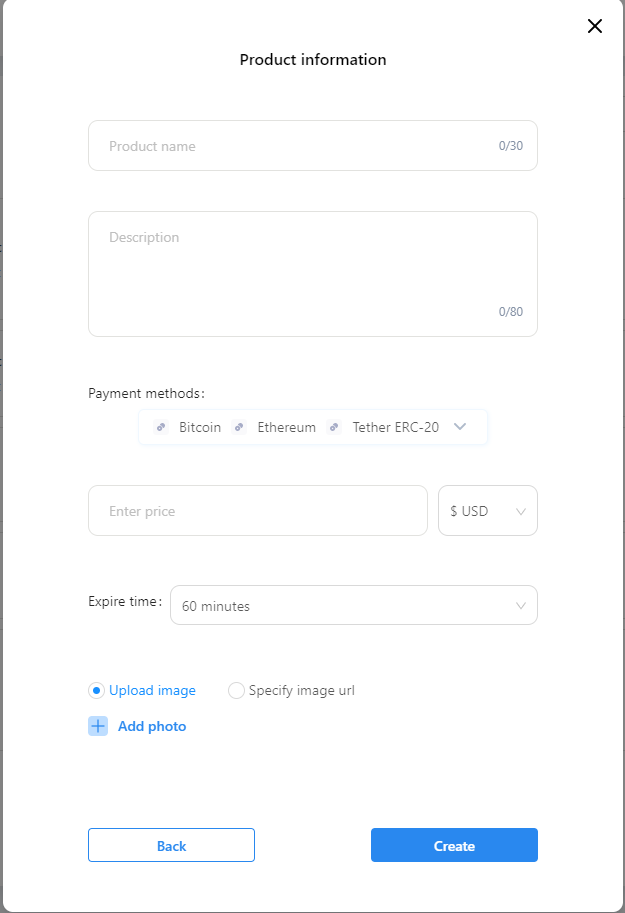 Product information
Product name 0/30
Description
0/80
Payment methods:
Bitcoin Ethereum Tether ERC-20
Enter price $ USD
Expire time: 60 minutes
Upload image Specify image url
Add photo
Back Create